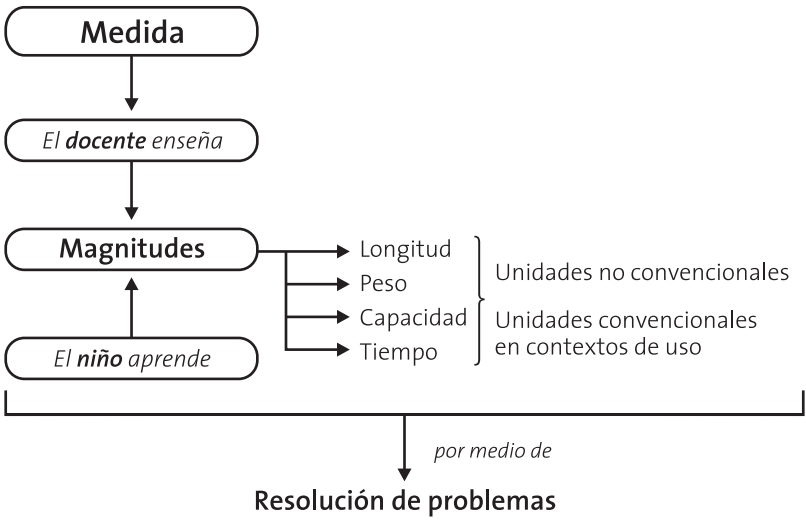 Medida
El docente enseña
Magnitudes
Longitud
Peso
Capacidad
Tiempo
Unidades no convencionales
Unidades convencionales
en contextos de uso
El niño aprende
por medio de
Resolución de problemas